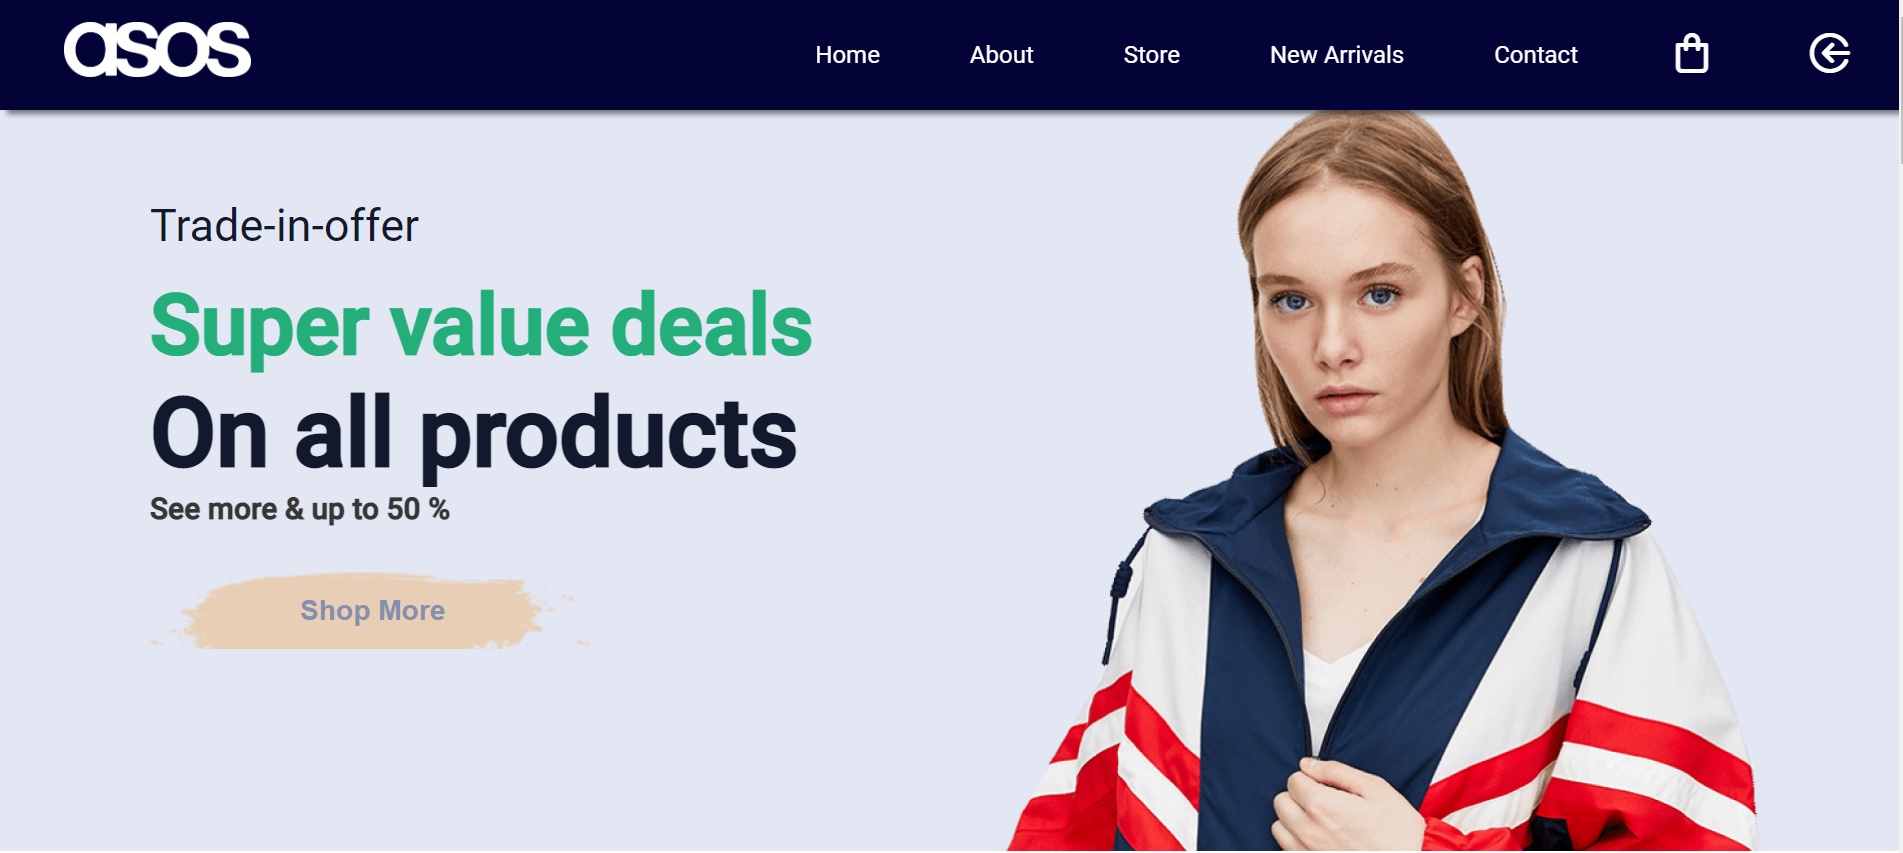 asos
Home About Store New Arrivals Contact
Trade-in-offer
Super value deals
On all products
See more & up to 50 %
Shop More